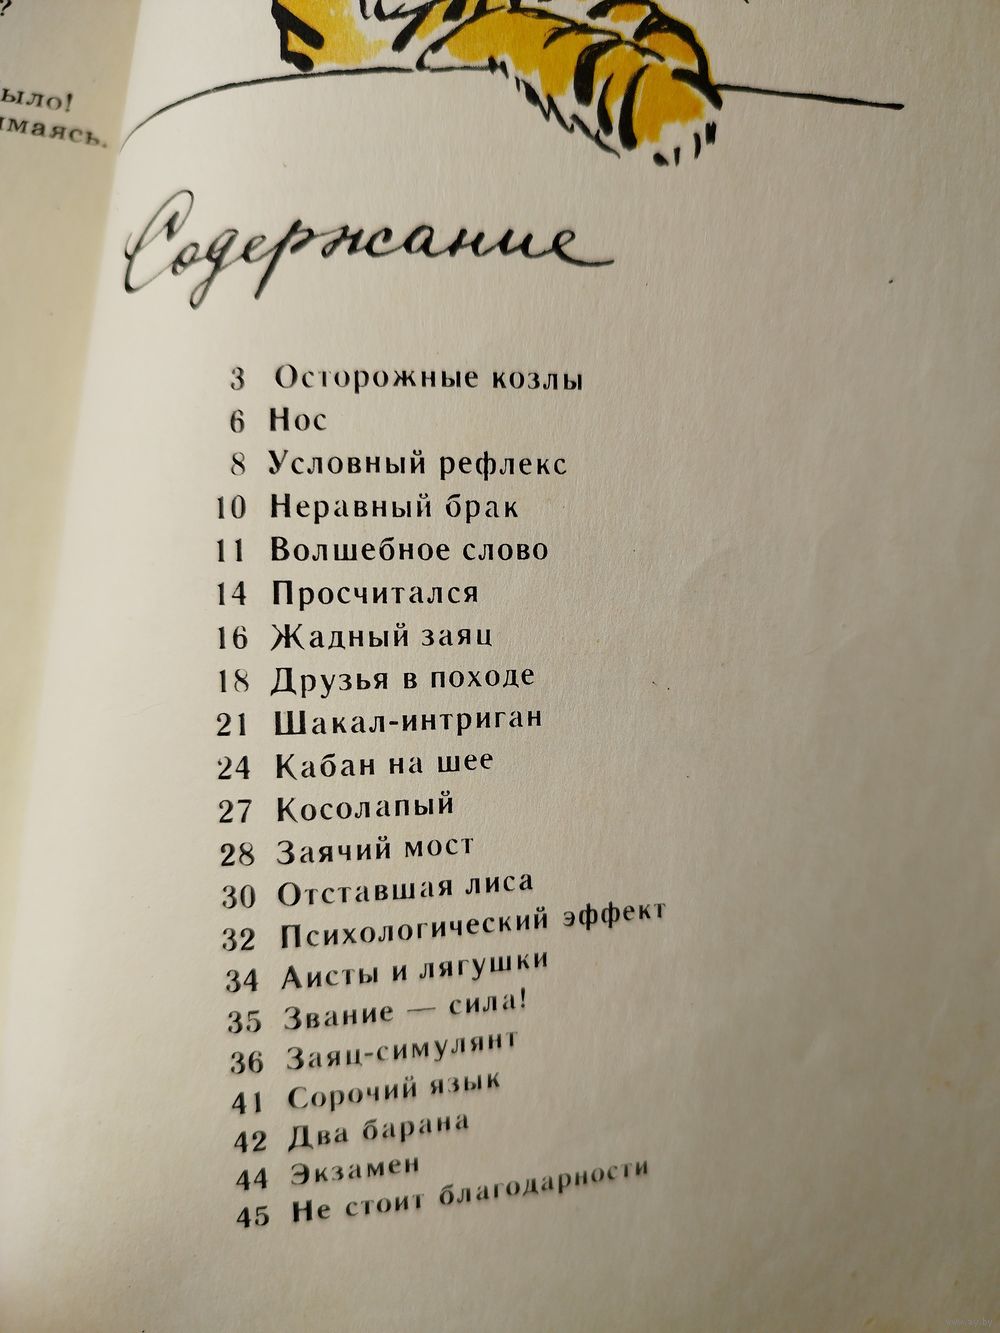 ?
ыло!
маясь.
Содержание
3 Осторожные козлы
6 Нос
8 Условный рефлекс
10 Неравный брак
11 Волшебное слово
14 Просчитался
16 Жадный заяц
18 Друзья в походе
21 Шакал-интриган
24 Кабан на шее
27 Косолапый
28 Заячий мост
30 Отставшая лиса
32 Психологический эффект
34 Аисты и лягушки
35 Звание — сила!
36 Заяц-симулянт
41 Сорочий язык
42 Два барана
44 Экзамен
45 Не стоит благодарности
www.ay.by